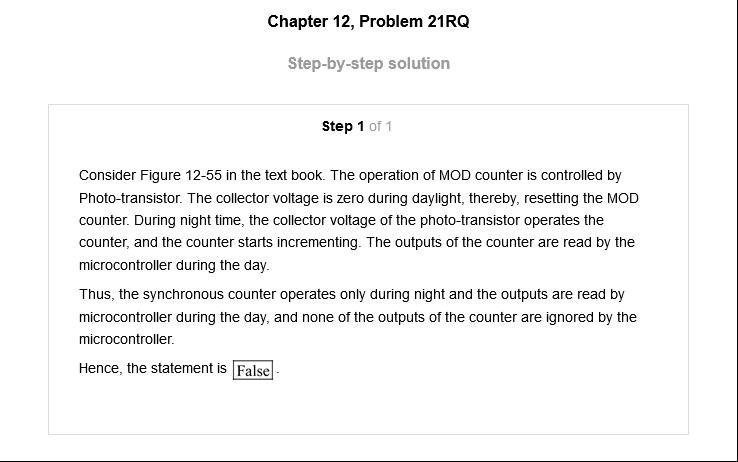 Chapter 12, Problem 21RQ
Step-by-step solution
Step 1 of 1
Consider Figure 12-55 in the text book. The operation of MOD counter is controlled by
Photo-transistor. The collector voltage is zero during daylight, thereby, resetting the MOD
counter. During night time, the collector voltage of the photo-transistor operates the
counter, and the counter starts incrementing. The outputs of the counter are read by the
microcontroller during the day.
Thus, the synchronous counter operates only during night and the outputs are read by
microcontroller during the day, and none of the outputs of the counter are ignored by the
microcontroller.
Hence, the statement is False.